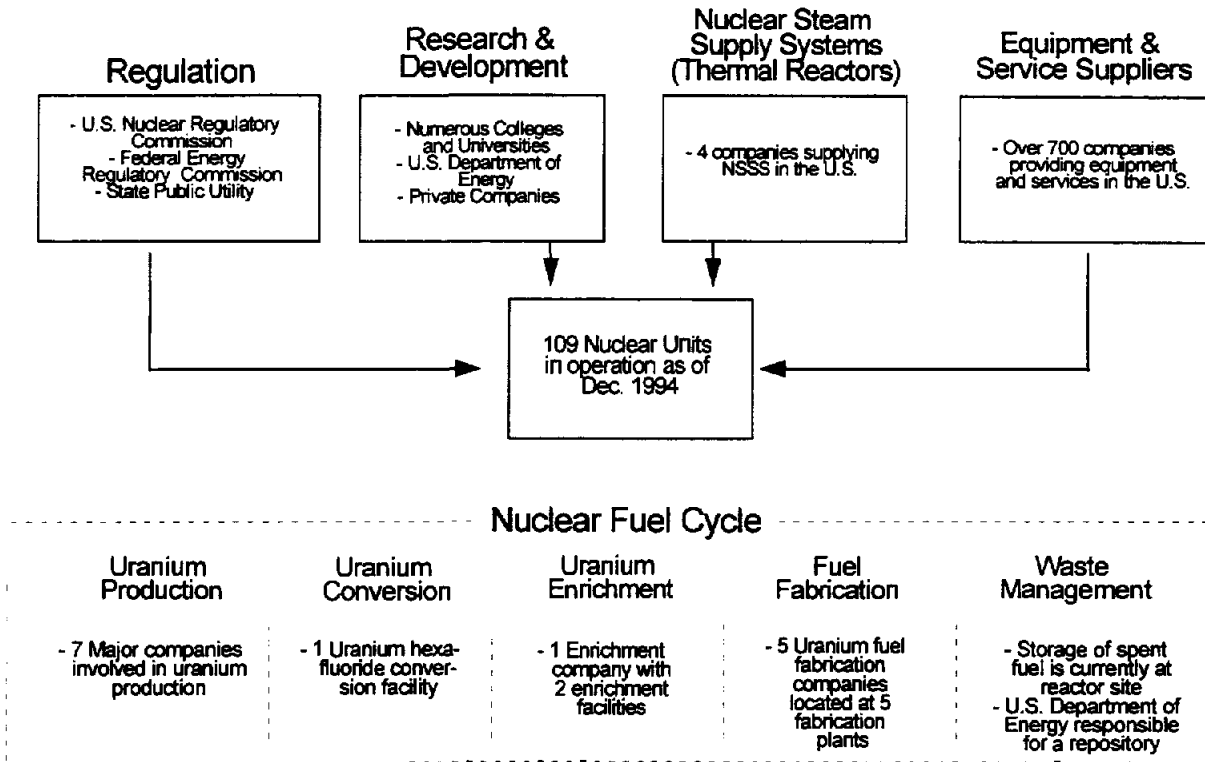 Regulation
- U.S. Nuclear Regulatory
Commission
- Federal Energy
Regulatory Commission
- State Public Utility
Research &
Development
- Numerous Colleges
and Universities
- U.S. Department of
Energy
- Private Companies
Nuclear Steam
Supply Systems
(Thermal Reactors)
- 4 companies supplying
NSSS in the U.S.
Equipment &
Service Suppliers
- Over 700 companies
providing equipment
and services in the U.S.
109 Nuclear Units
in operation as of
Dec. 1994
Nuclear Fuel Cycle
Uranium
Production
- 7 Major companies
involved in uranium
production
Uranium
Conversion
- 1 Uranium hexa-
fluoride conver-
sion facility
Uranium
Enrichment
- 1 Enrichment
company with
2 enrichment
facilities
Fuel
Fabrication
- 5 Uranium fuel
fabrication
companies
located at 5
fabrication
plants
Waste
Management
- Storage of spent
fuel is currently at
reactor site
- U.S. Department of
Energy responsible
for a repository